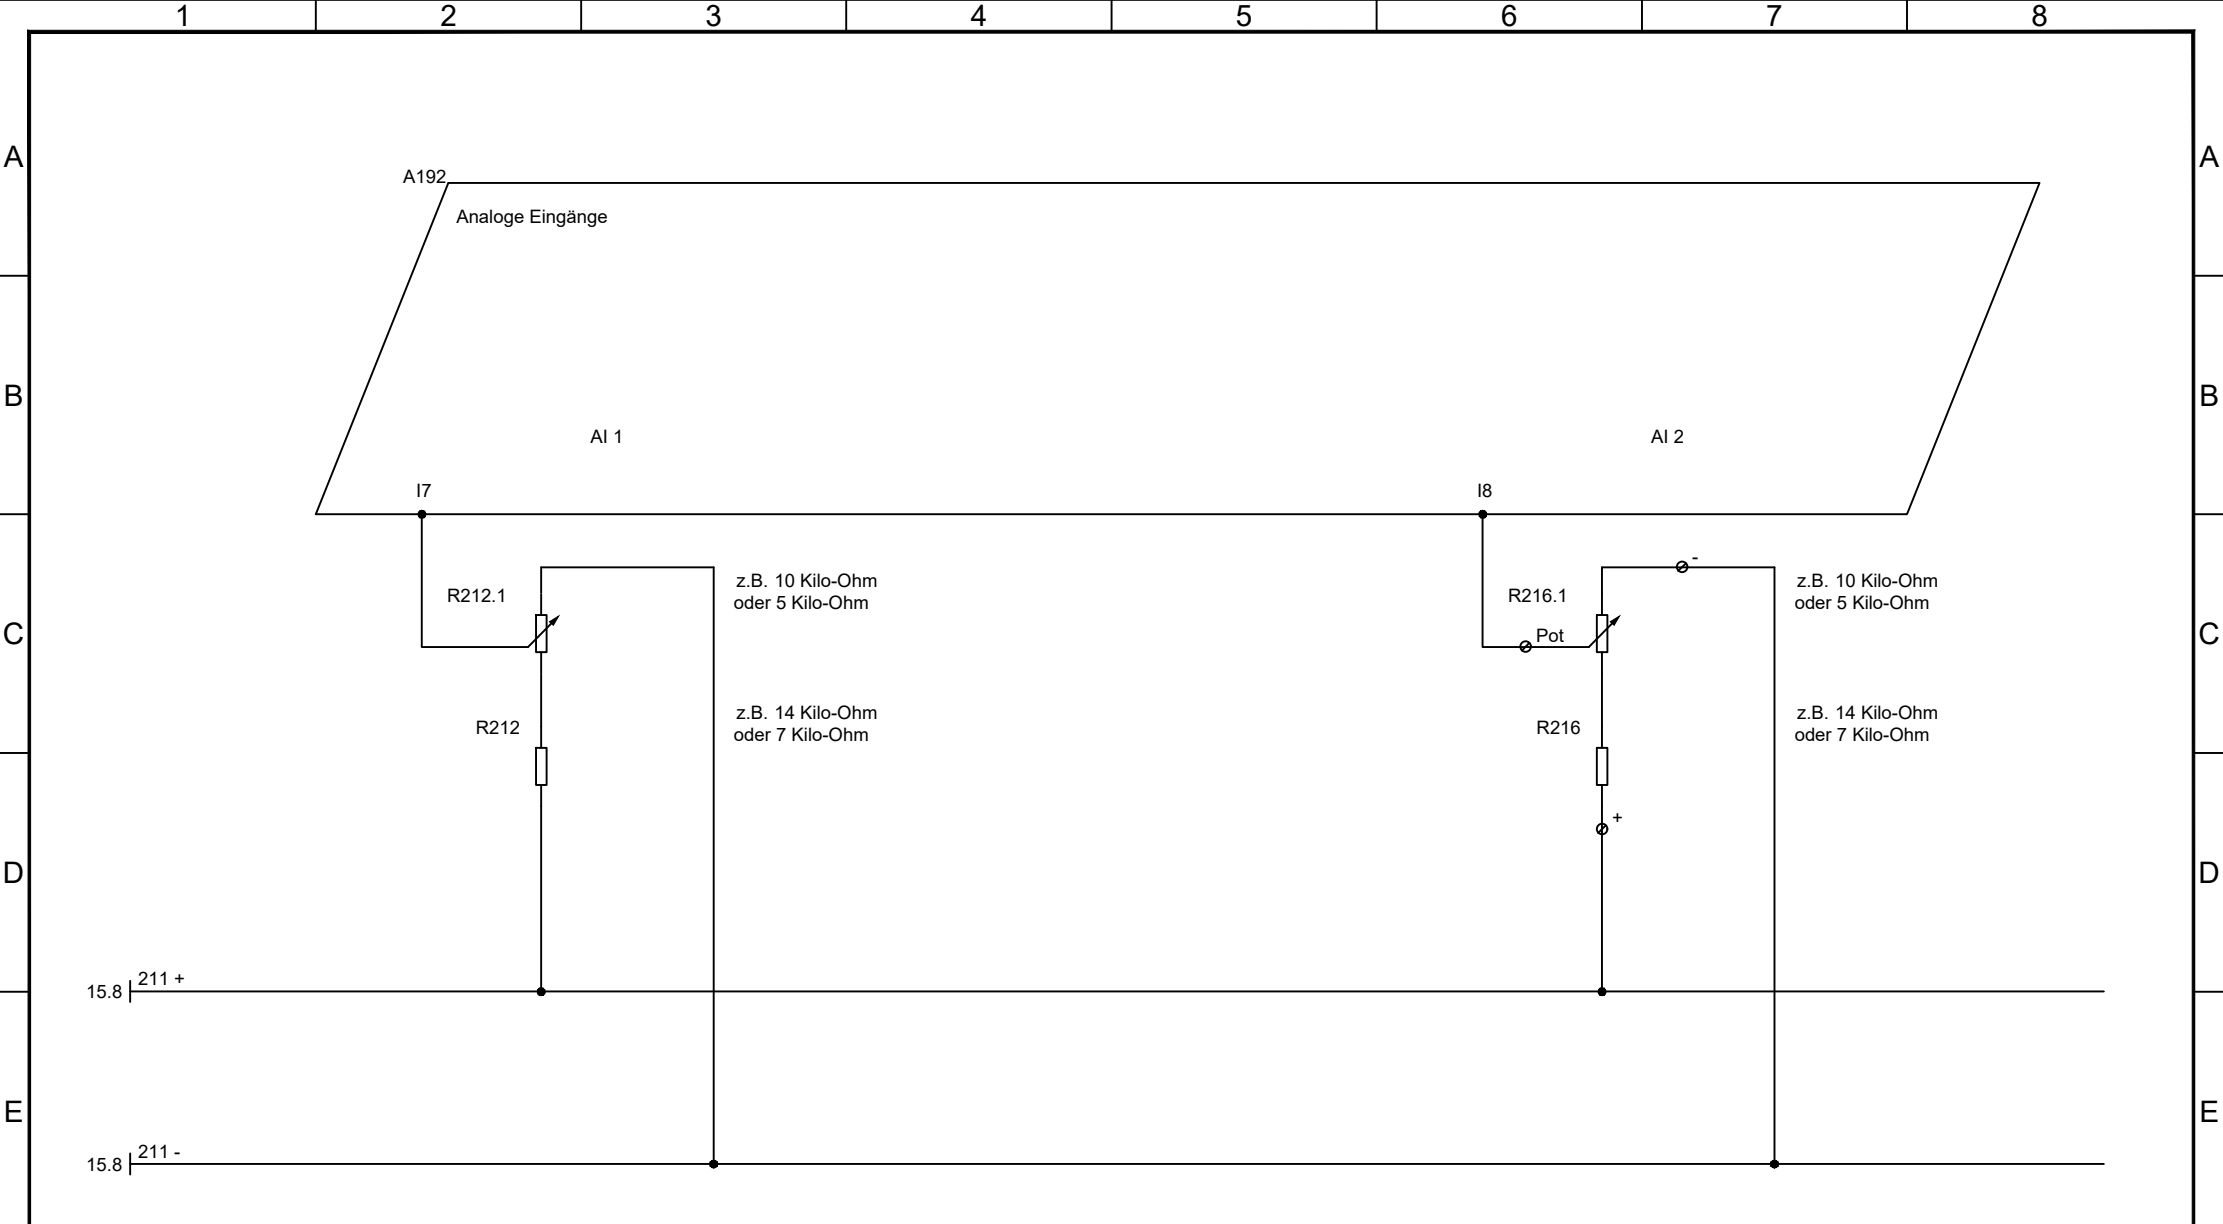 1 2 3 4 5 6 7 8
A A
A192
Analoge Eingänge
B B
AI 1 AI 2
I7 I8
C C
R212.1
z.B. 10 Kilo-Ohm
oder 5 Kilo-Ohm
R212
z.B. 14 Kilo-Ohm
oder 7 Kilo-Ohm
-
R216.1
Pot
z.B. 10 Kilo-Ohm
oder 5 Kilo-Ohm
R216
z.B. 14 Kilo-Ohm
oder 7 Kilo-Ohm
+
D D
15.8 211 +
E E
15.8 211 -